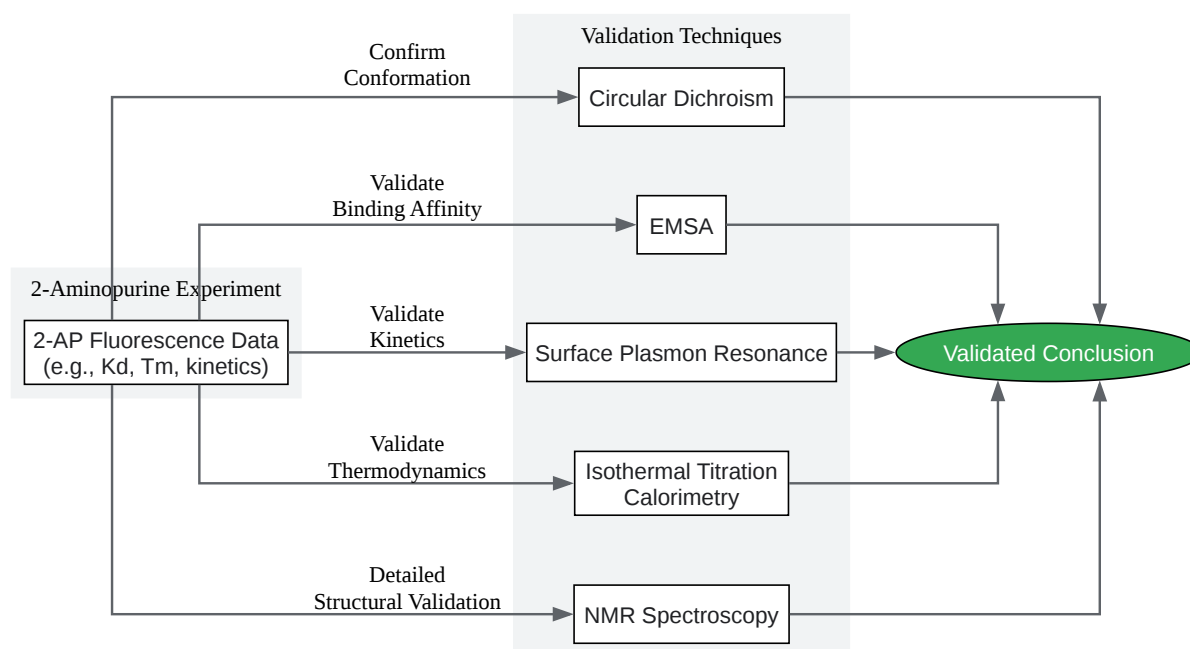 Validation Techniques
Confirm
Conformation
Circular Dichroism
Validate
Binding Affinity
EMSA
2-Aminopurine Experiment
2-AP Fluorescence Data
(e.g., Kd, Tm, kinetics)
Validate
Kinetics
Surface Plasmon Resonance
Validated Conclusion
Validate
Thermodynamics
Isothermal Titration
Calorimetry
Detailed
Structural Validation
NMR Spectroscopy